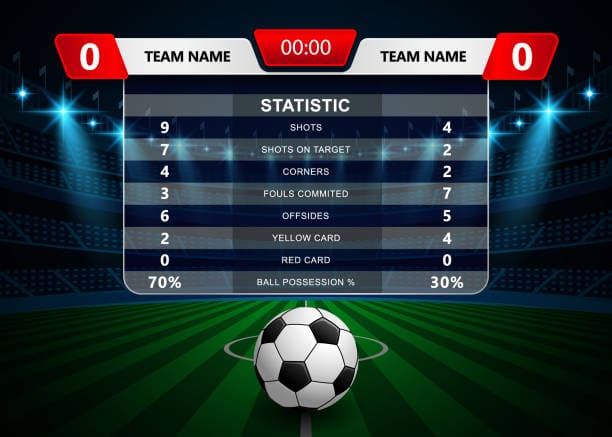 0 TEAM NAME 00:00 TEAM NAME 0
STATISTIC
9 SHOTS 4
7 SHOTS ON TARGET 2
4 CORNERS 2
3 FOULS COMMITED 7
6 OFFSIDES 5
2 YELLOW CARD 4
0 RED CARD 0
70% BALL POSSESSION % 30%